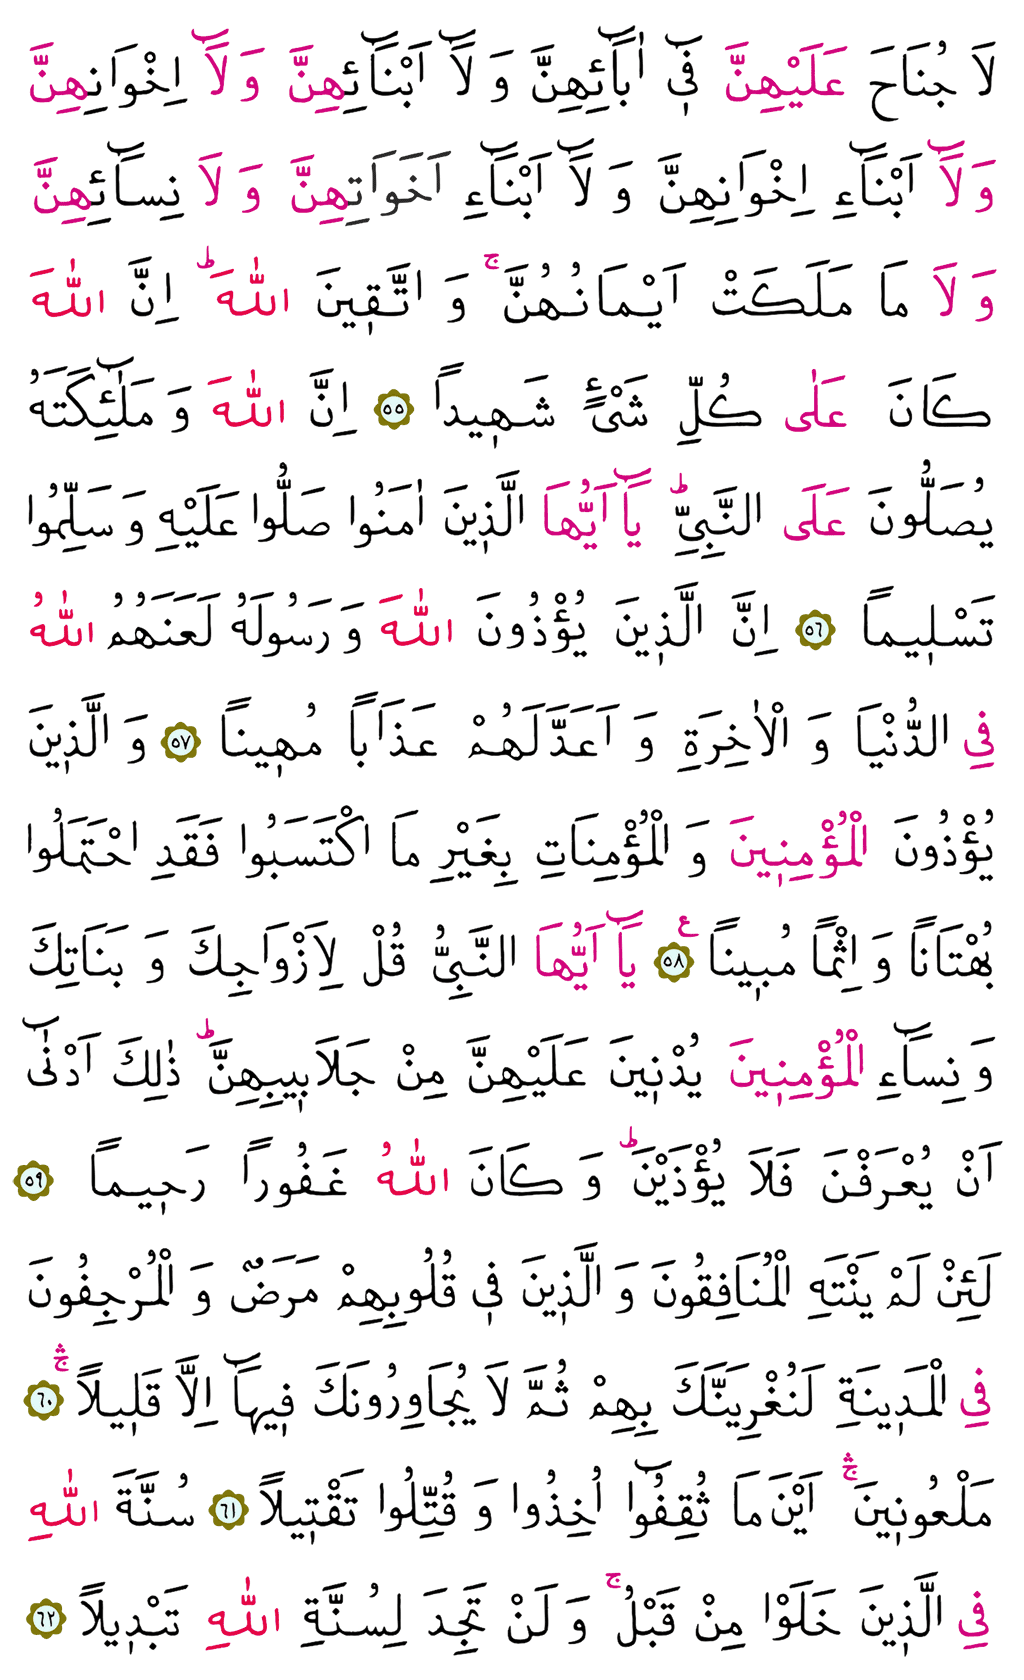 لَا جُنَاحَ عَلَيْهِنَّ فٖٓي اٰبَٓائِهِنَّ وَ لَٓا اَبْنَٓائِهِنَّ وَ لَٓا اِخْوَانِهِنَّ
وَ لَٓا اَبْنَٓاءِ اِخْوَانِهِنَّ وَ لَٓا اَبْنَٓاءِ اَخَوَاتِهِنَّ وَ لَا نِسَٓائِهِنَّ
وَ لَا مَا مَلَكَتْ اَيْمَانُهُنَّۚ وَ اتَّقٖينَ اللّٰهَؕ اِنَّ اللّٰهَ
كَانَ عَلٰى كُلِّ شَیْءٍ شَهٖيداً ﴿٥٥﴾ اِنَّ اللّٰهَ وَ مَلٰٓئِكَتَهُ
يُصَلُّونَ عَلَى النَّبِيِّؕ يَٓا اَيُّهَا الَّذٖينَ اٰمَنُوا صَلُّوا عَلَيْهِ وَ سَلِّمُوا
تَسْلٖيماً ﴿٥٦﴾ اِنَّ الَّذٖينَ يُؤْذُونَ اللّٰهَ وَ رَسُولَهُ لَعَنَهُمُ اللّٰهُ
فِي الدُّنْيَا وَ الْاٰخِرَةِ وَ اَعَدَّ لَهُمْ عَذَاباً مُهٖيناً ﴿٥٧﴾ وَ الَّذٖينَ
يُؤْذُونَ الْمُؤْمِنٖينَ وَ الْمُؤْمِنَاتِ بِغَيْرِ مَا اكْتَسَبُوا فَقَدِ احْتَمَلُوا
بُهْتَاناً وَ اِثْماً مُبٖيناً ﴿٥٨﴾ ع يَٓا اَيُّهَا النَّبِيُّ قُلْ لِاَزْوَاجِكَ وَ بَنَاتِكَ
وَ نِسَٓاءِ الْمُؤْمِنٖينَ يُدْنٖينَ عَلَيْهِنَّ مِنْ جَلَابٖيبِهِنَّؕ ذٰلِكَ اَدْنٰٓى
اَنْ يُعْرَفْنَ فَلَا يُؤْذَيْنَؕ وَ كَانَ اللّٰهُ غَفُوراً رَحٖيماً ﴿٥٩﴾
لَئِنْ لَمْ يَنْتَهِ الْمُنَافِقُونَ وَ الَّذٖينَ فٖي قُلُوبِهِمْ مَرَضٌ وَ الْمُرْجِفُونَ
فِي الْمَدٖينَةِ لَنُغْرِيَنَّكَ بِهِمْ ثُمَّ لَا يُجَاوِرُونَكَ فٖيهَٓا اِلَّا قَلٖيلاًۛۚ ﴿٦٠﴾
مَلْعُونٖينَۛۚ اَيْنَ مَا ثُقِفُٓوا اُخِذُوا وَ قُتِّلُوا تَقْتٖيلاً ﴿٦١﴾ سُنَّةَ اللّٰهِ
فِي الَّذٖينَ خَلَوْا مِنْ قَبْلُۚ وَ لَنْ تَجِدَ لِسُنَّةِ اللّٰهِ تَبْدٖيلاً ﴿٦٢﴾